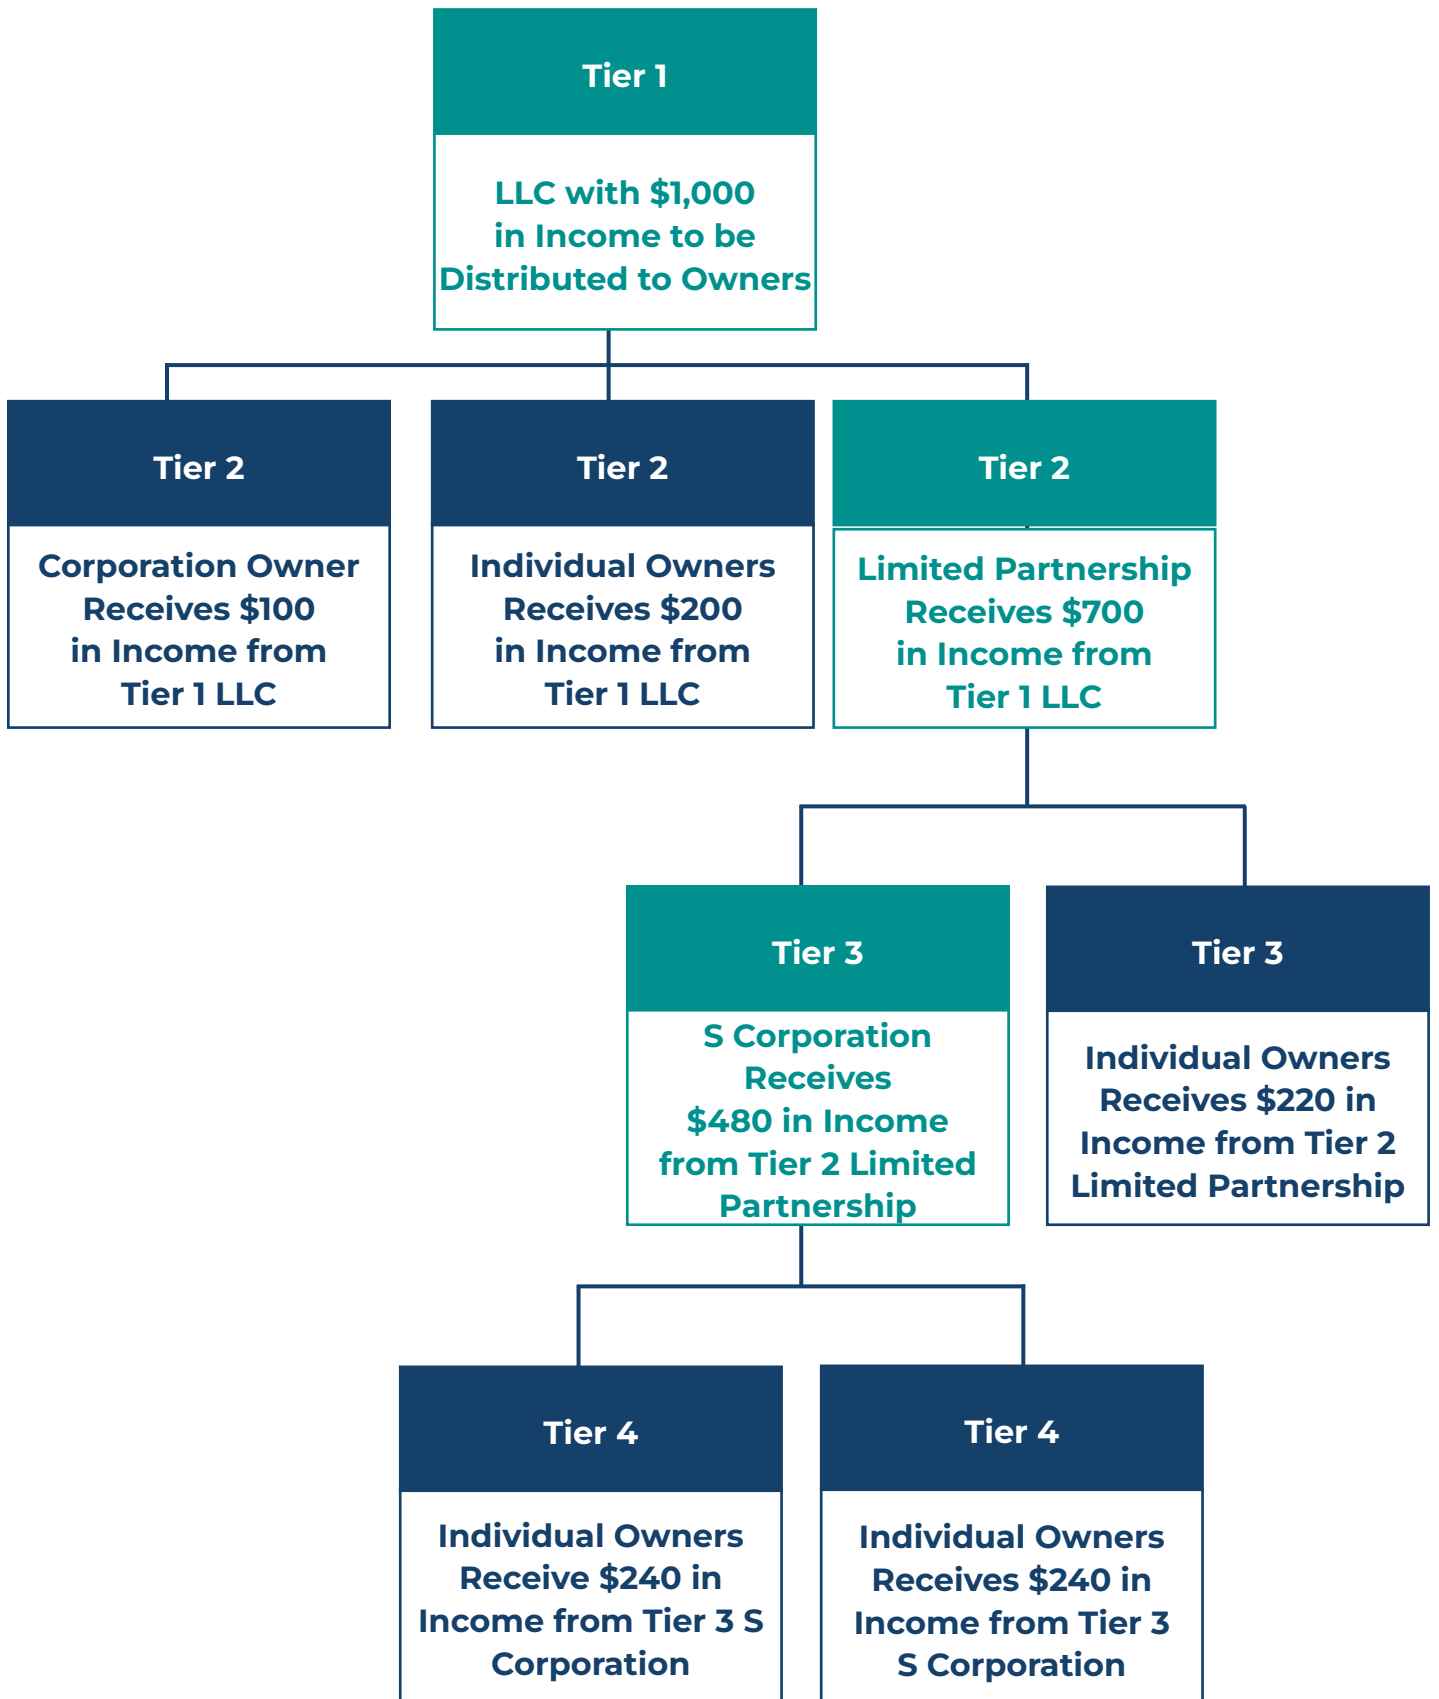 Tier 1
LLC with $1,000
in Income to be
Distributed to Owners
Tier 2
Corporation Owner
Receives $100
in Income from
Tier 1 LLC
Tier 2
Individual Owners
Receives $200
in Income from
Tier 1 LLC
Tier 2
Limited Partnership
Receives $700
in Income from
Tier 1 LLC
Tier 3
S Corporation
Receives
$480 in Income
from Tier 2 Limited
Partnership
Tier 3
Individual Owners
Receives $220 in
Income from Tier 2
Limited Partnership
Tier 4
Individual Owners
Receive $240 in
Income from Tier 3 S
Corporation
Tier 4
Individual Owners
Receives $240 in
Income from Tier 3
S Corporation